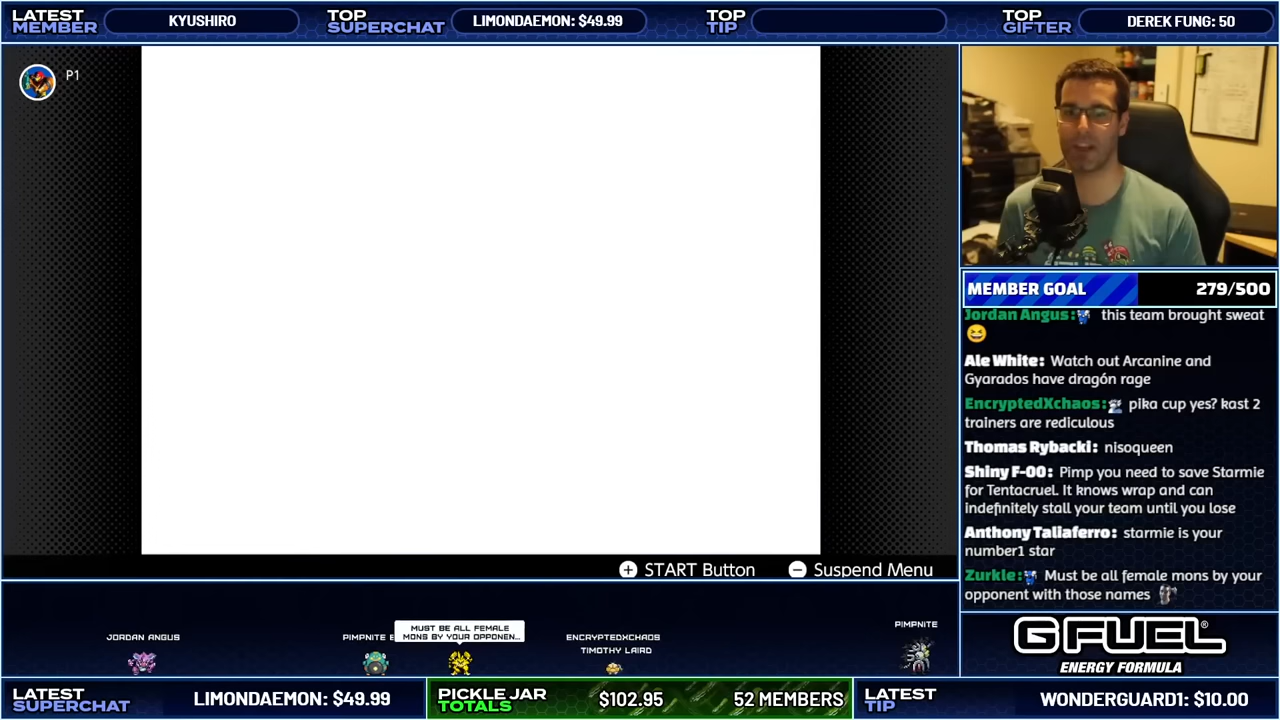 LATEST MEMBER KYUSHIRO TOP SUPERCHAT LIMONDAEMON: $49.99 TOP TIP TOP GIFTER DEREK FUNG: 50
P1
START Button Suspend Menu
MEMBER GOAL 279/500
Jordan Angus: this team brought sweat
Ale White: Watch out Arcanine and
Gyarados have dragón rage
EncryptedXchaos: pika cup yes? kast 2
trainers are rediculous
Thomas Rybacki: nisoqueen
Shiny F-00: Pimp you need to save Starmie
for Tentacruel. It knows wrap and can
indefinitely stall your team until you lose
Anthony Taliaferro: starmie is your
number1 star
Zurkle: Must be all female mons by your
opponent with those names
JORDAN ANGUS
PIMPNITE
MUST BE ALL FEMALE
MONS BY YOUR OPPONEN...
ENCRYPTEDXCHAOS
TIMOTHY LAIRD
PIMPNITE
G FUEL®
ENERGY FORMULA
LATEST SUPERCHAT LIMONDAEMON: $49.99
PICKLE JAR TOTALS $102.95 52 MEMBERS
LATEST TIP WONDERGUARD1: $10.00